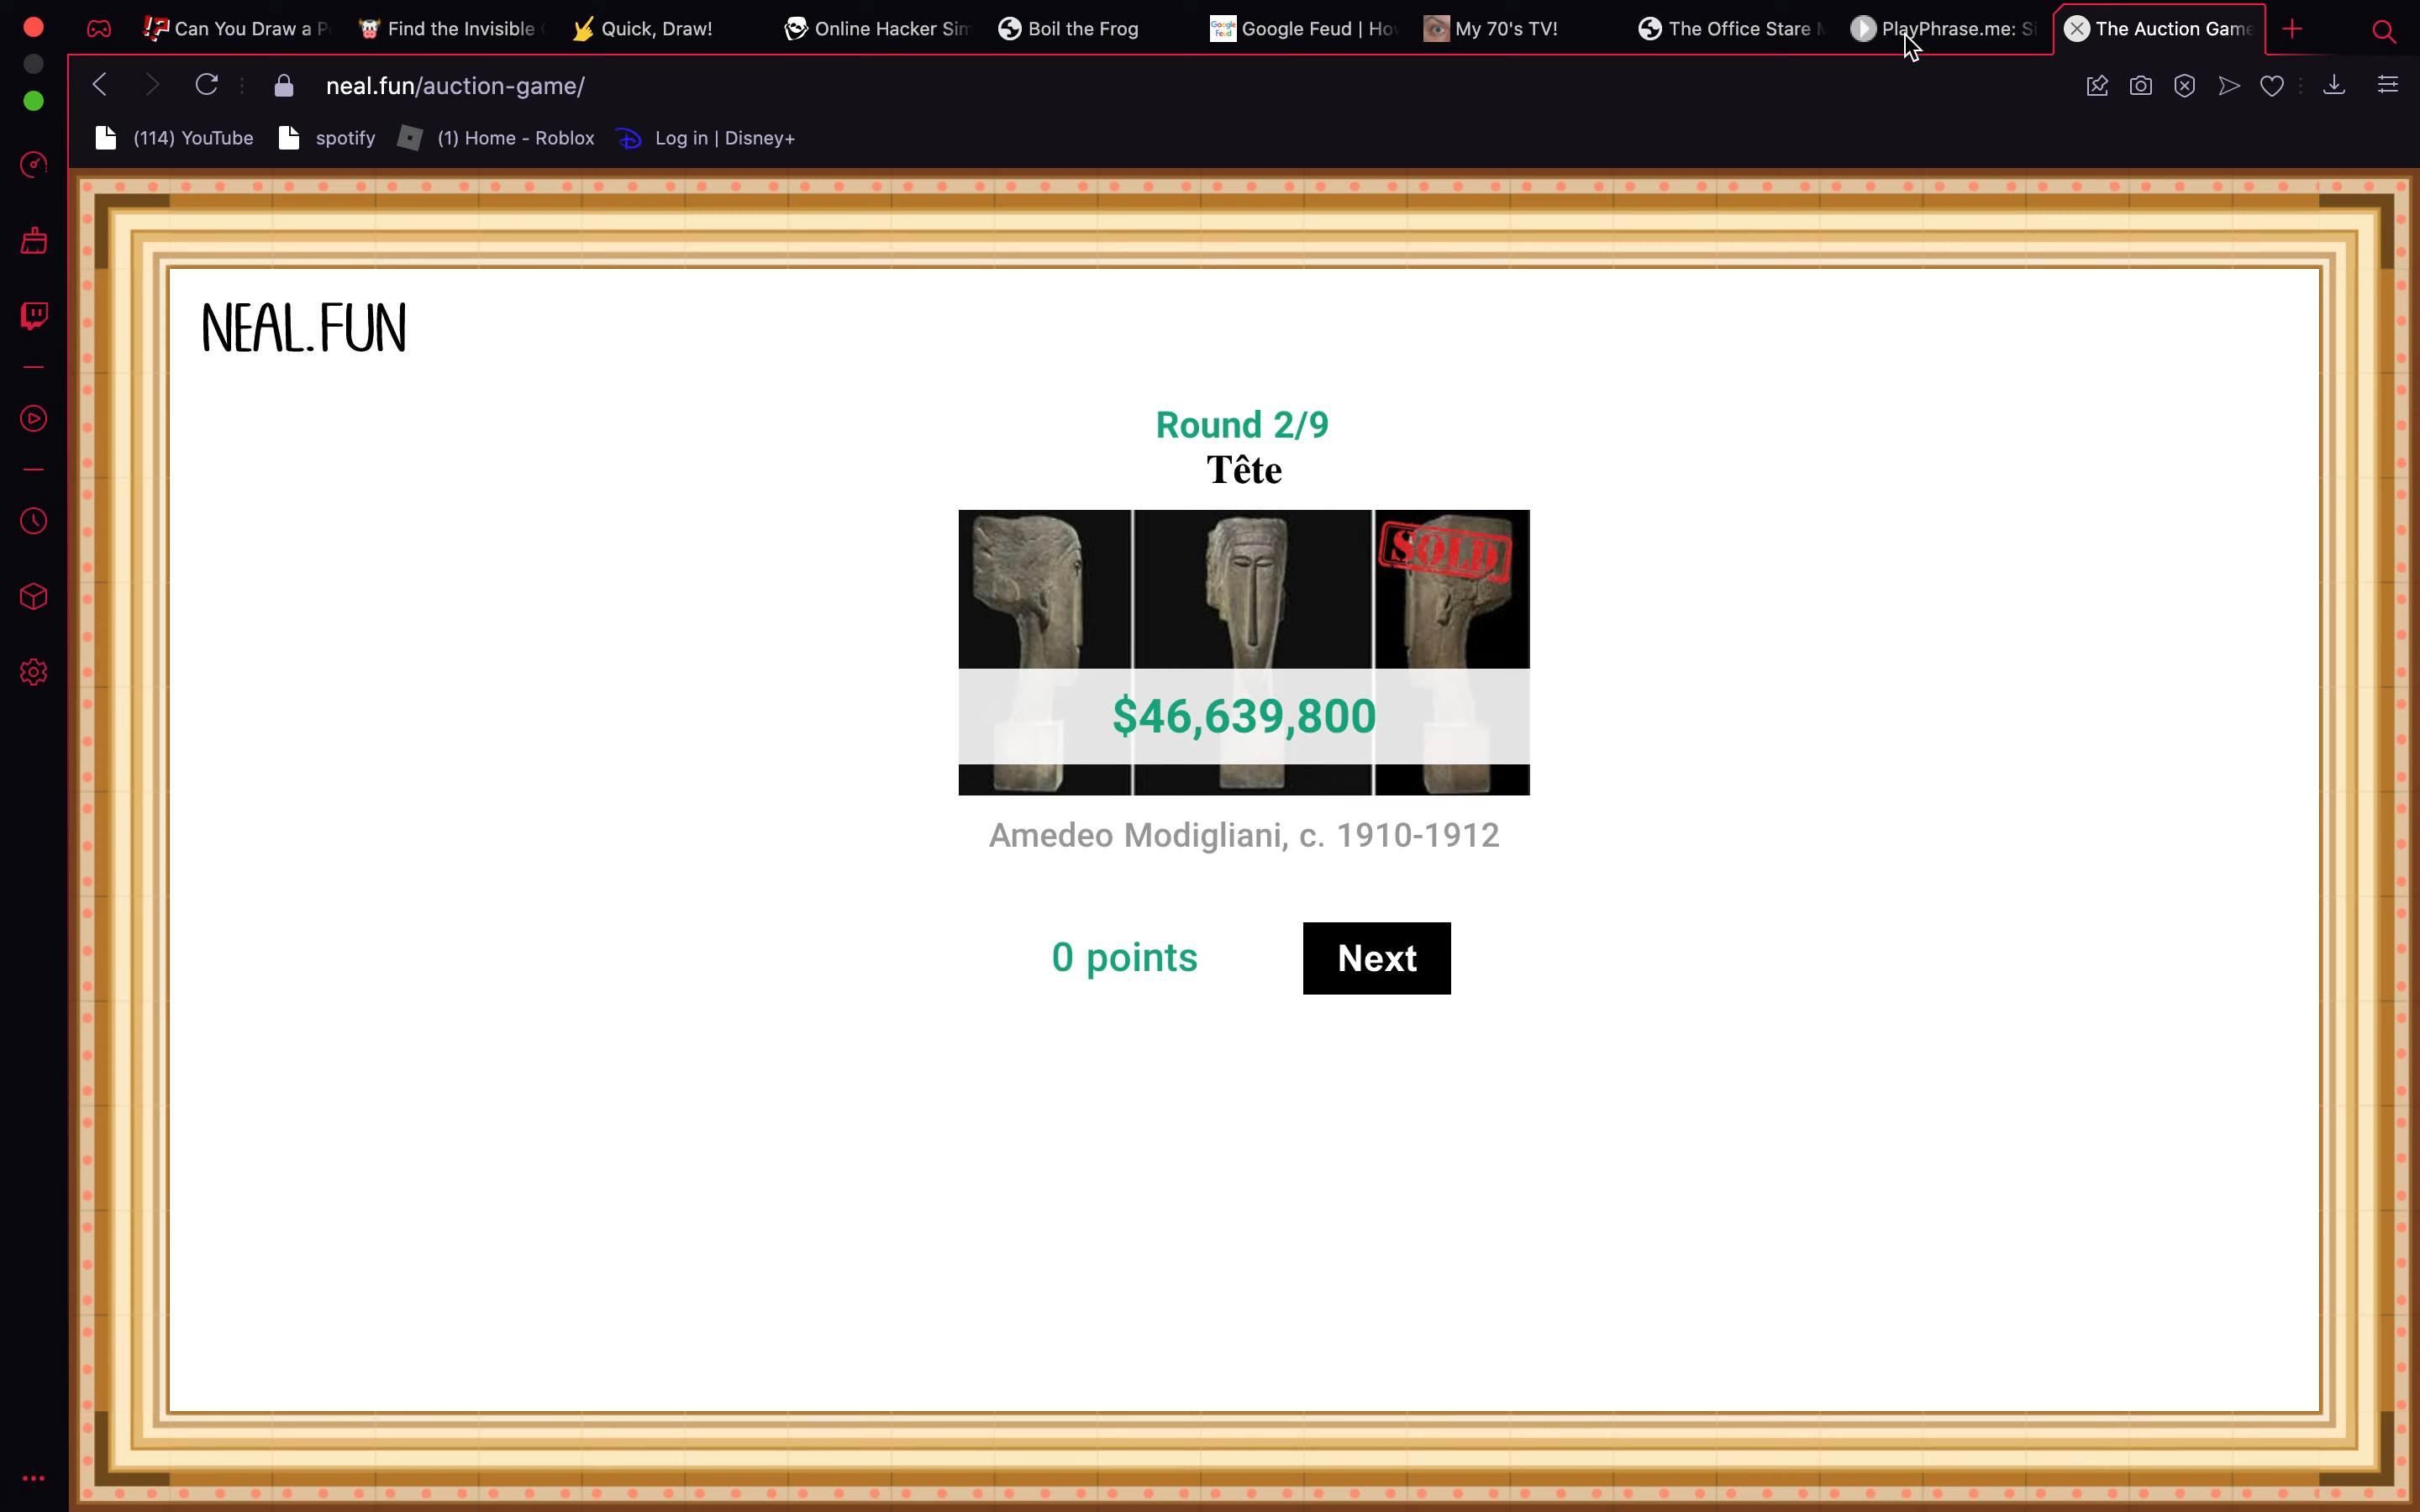 Can You Draw a P
Find the Invisible
Quick, Draw!
Online Hacker Sim
Boil the Frog
Google Feud | Ho
My 70's TV!
The Office Stare
PlayPhrase.me: Si
The Auction Game
neal.fun/auction-game/
(114) YouTube
spotify
(1) Home - Roblox
Log in | Disney+
NEAL.FUN
Round 2/9
Tête
SOLD
$46,639,800
Amedeo Modigliani, c. 1910-1912
0 points
Next